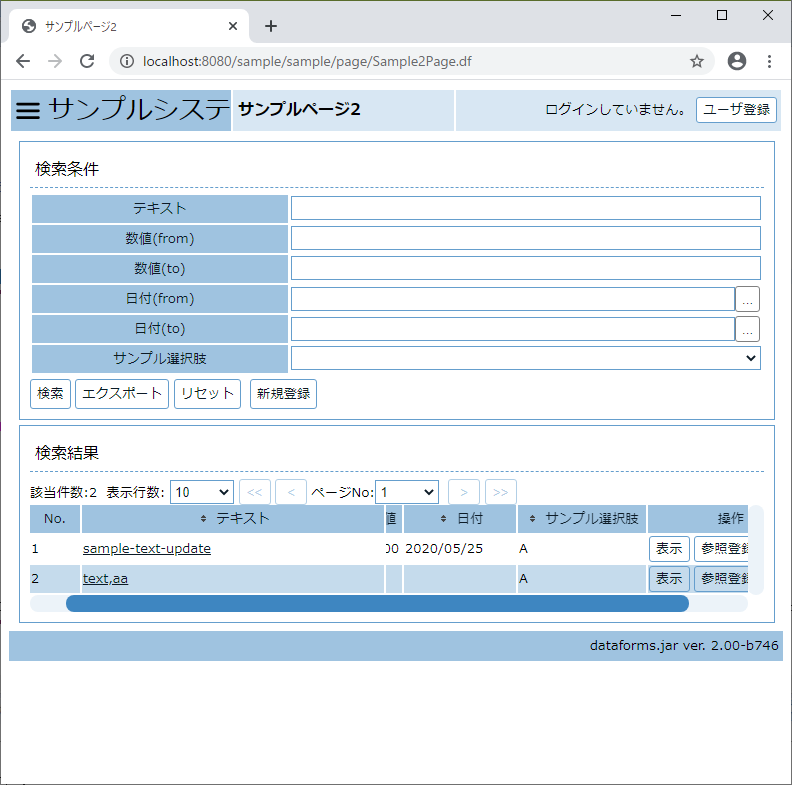 サンプルページ2
localhost:8080/sample/sample/page/Sample2Page.df
サンプルシステ サンプルページ2 ログインしていません。 ユーザ登録
検索条件
テキスト
数値(from)
数値(to)
日付(from) ...
日付(to) ...
サンプル選択肢
検索 エクスポート リセット 新規登録
検索結果
該当件数:2 表示行数: 10 << < ページNo: 1 > >>
No. テキスト 値 日付 サンプル選択肢 操作
1 sample-text-update 00 2020/05/25 A 表示 参照登録
2 text,aa A 表示 参照登録
dataforms.jar ver. 2.00-b746